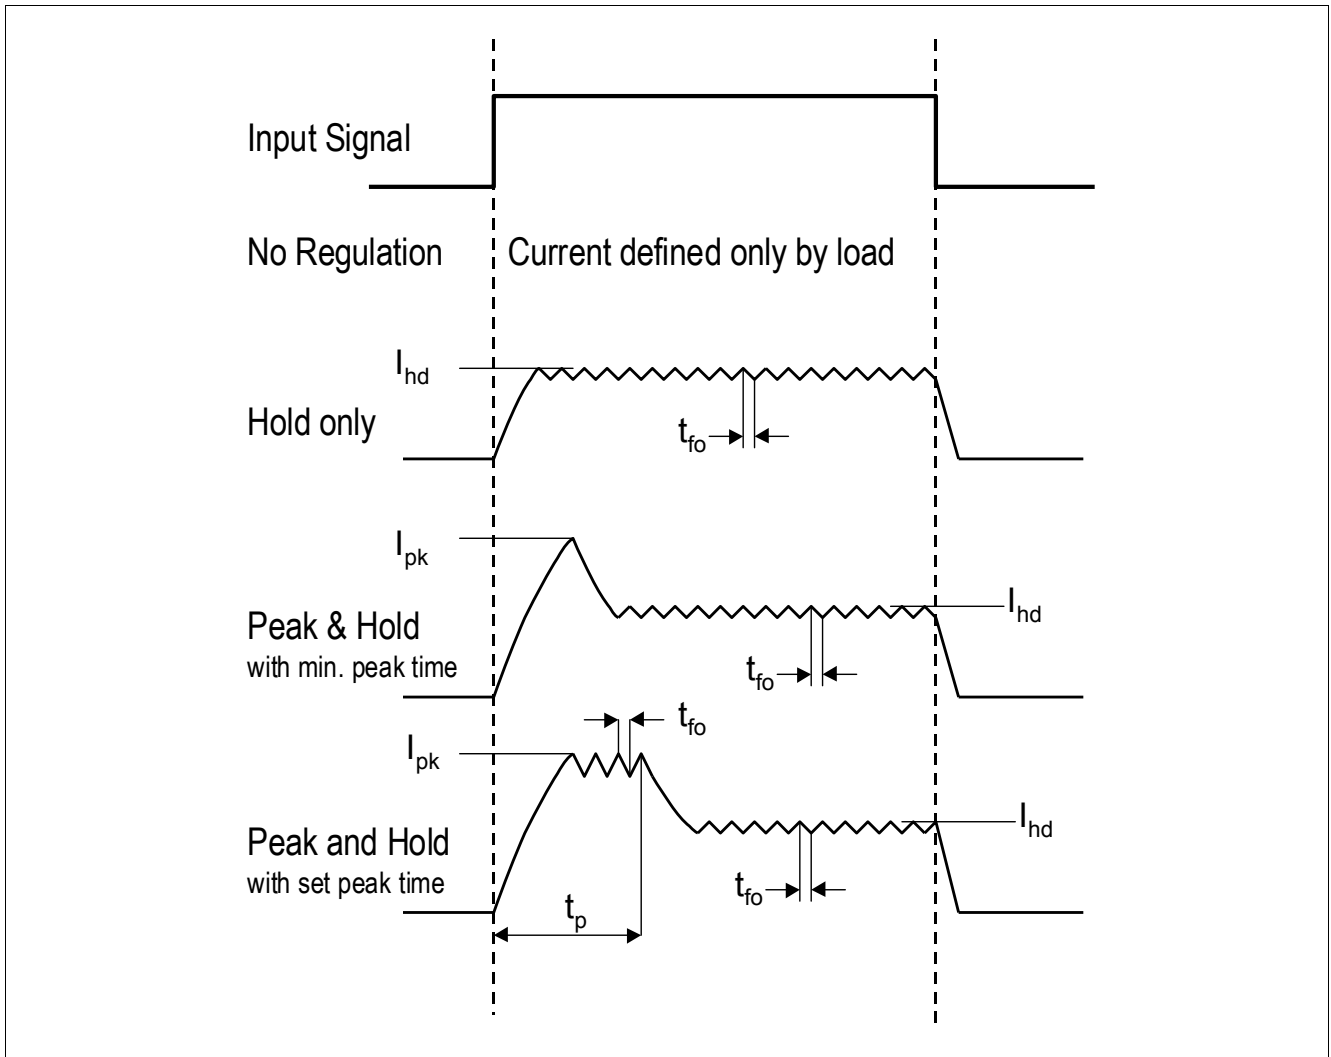 Input Signal
No Regulation
Current defined only by load
I_hd
Hold only
t_fo
I_pk
I_hd
Peak & Hold
with min. peak time
t_fo
t_fo
I_pk
I_hd
Peak and Hold
with set peak time
t_fo
t_p